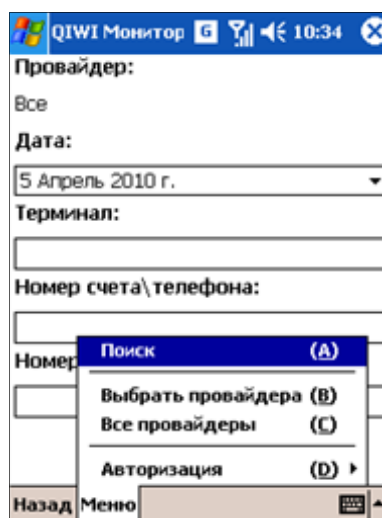 QIWI Монитор G 10:34
Провайдер:
Все
Дата:
5 Апрель 2010 г.
Терминал:
Номер счета\телефона:
Номер
Поиск (A)
Выбрать провайдера (B)
Все провайдеры (C)
Авторизация (D)
Назад Меню